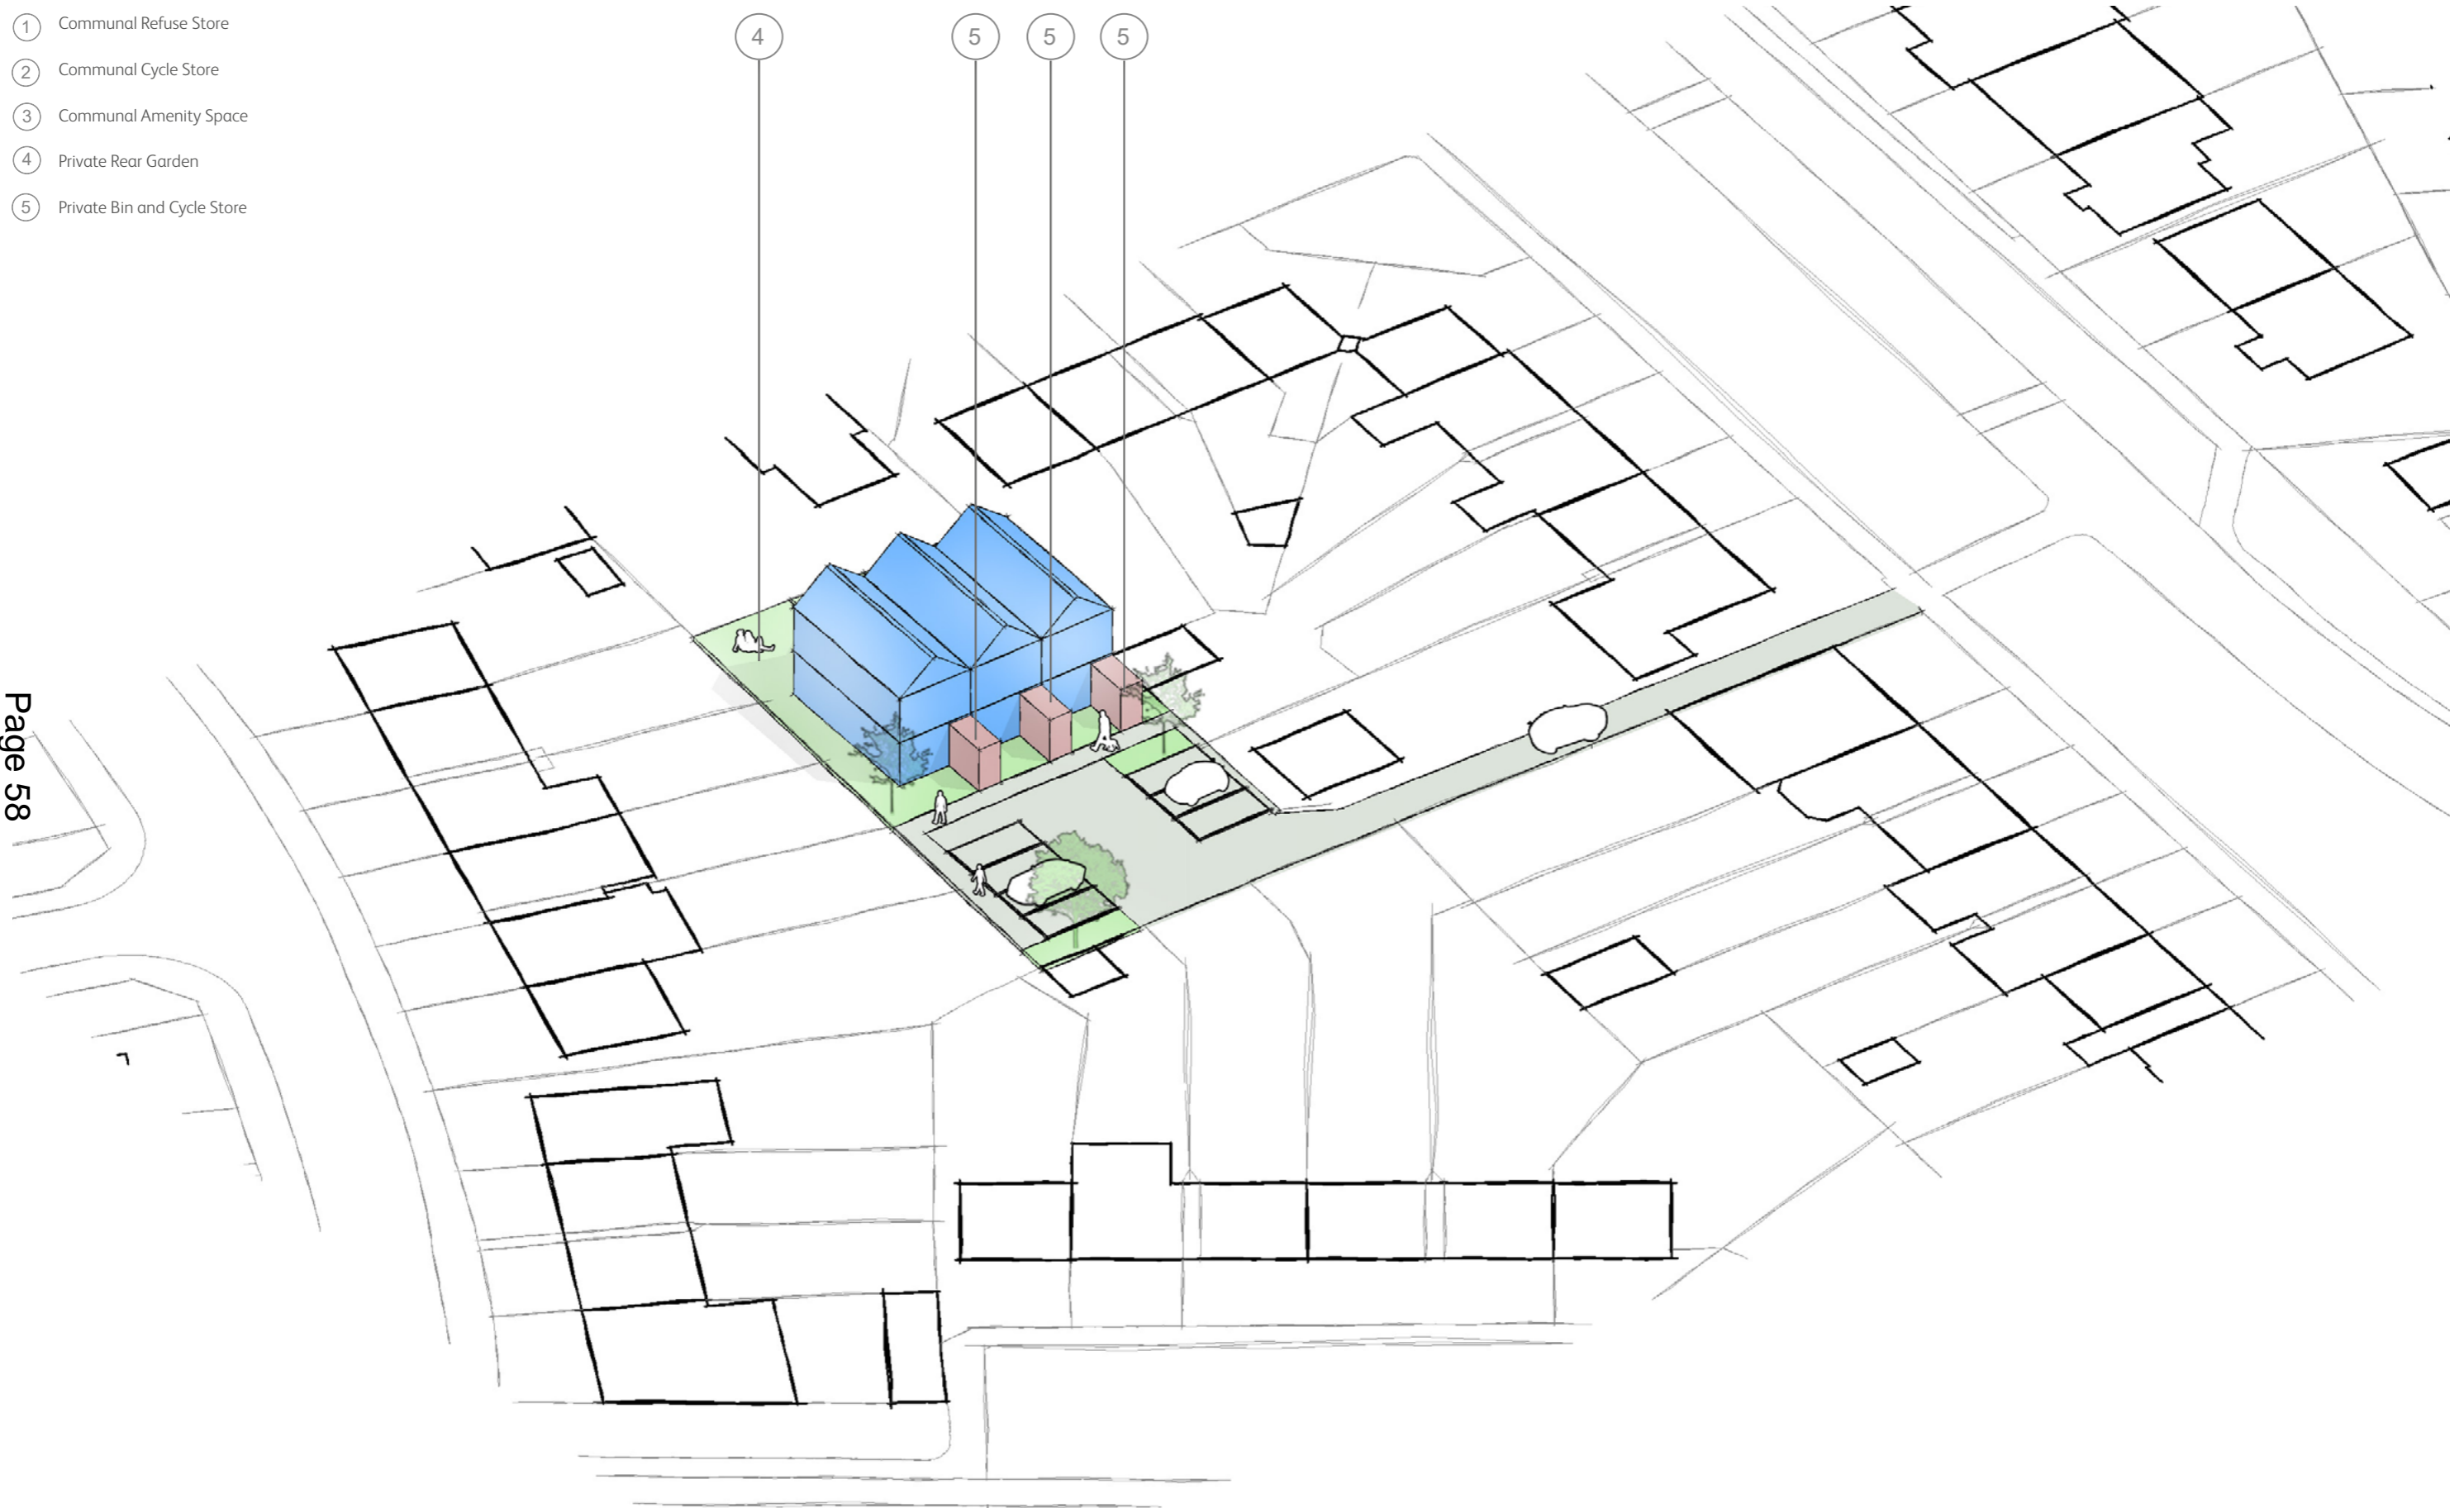 1 Communal Refuse Store
2 Communal Cycle Store
3 Communal Amenity Space
4 Private Rear Garden
5 Private Bin and Cycle Store
4 5 5 5
Page 58